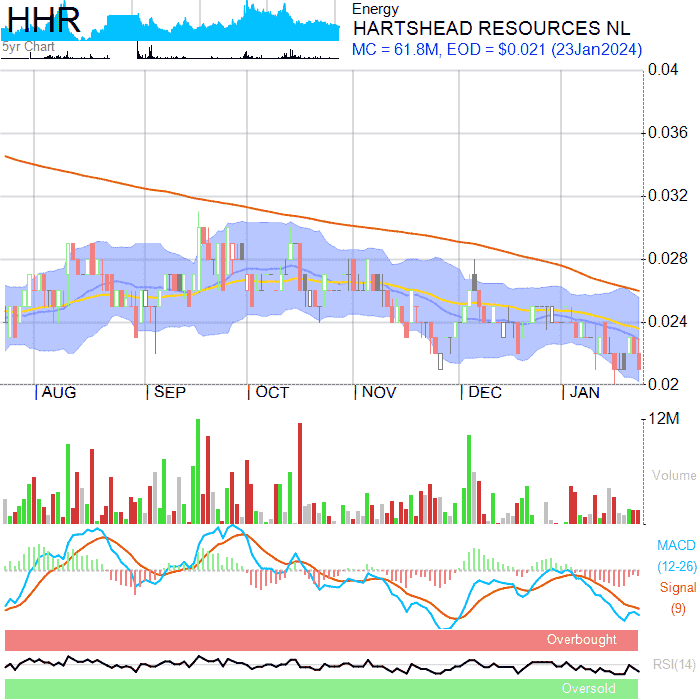 HHR
5yr Chart
Energy
HARTSHEAD RESOURCES NL
MC = 61.8M, EOD = $0.021 (23Jan2024)
0.04
0.036
0.032
0.028
0.024
0.02
AUG SEP OCT NOV DEC JAN
12M
Volume
MACD
(12-26)
Signal
(9)
Overbought
RSI(14)
Oversold